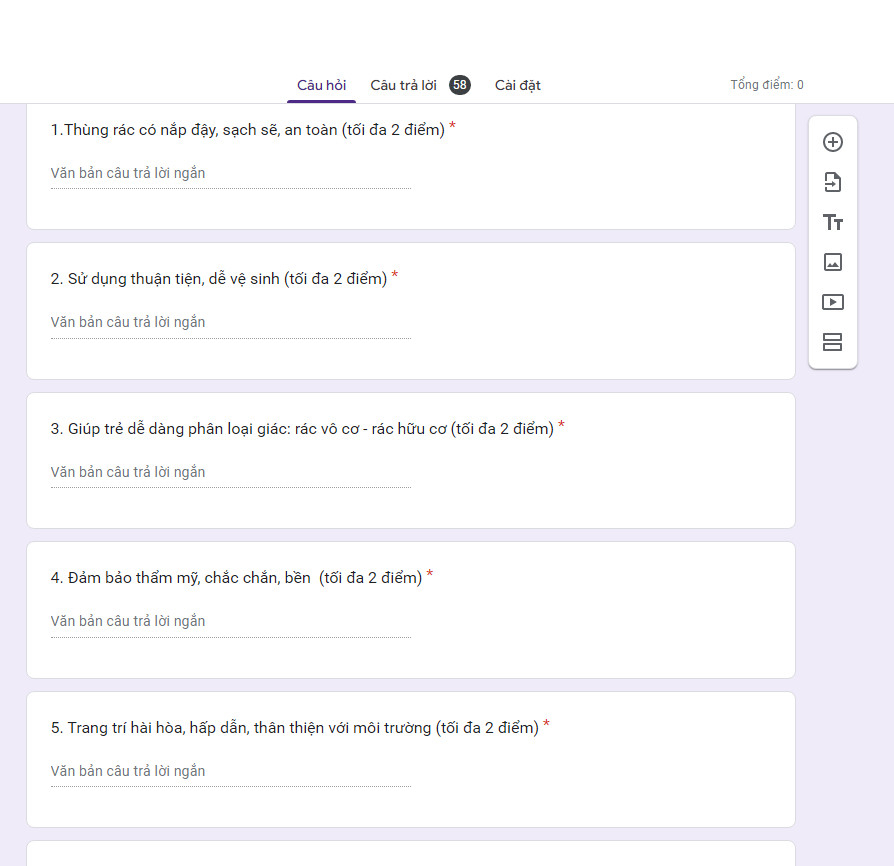 Câu hỏi Câu trả lời 58 Cài đặt Tổng điểm: 0
1.Thùng rác có nắp đậy, sạch sẽ, an toàn (tối đa 2 điểm) *
Văn bản câu trả lời ngắn
2. Sử dụng thuận tiện, dễ vệ sinh (tối đa 2 điểm) *
Văn bản câu trả lời ngắn
3. Giúp trẻ dễ dàng phân loại giác: rác vô cơ - rác hữu cơ (tối đa 2 điểm) *
Văn bản câu trả lời ngắn
4. Đảm bảo thẩm mỹ, chắc chắn, bền  (tối đa 2 điểm) *
Văn bản câu trả lời ngắn
5. Trang trí hài hòa, hấp dẫn, thân thiện với môi trường (tối đa 2 điểm) *
Văn bản câu trả lời ngắn